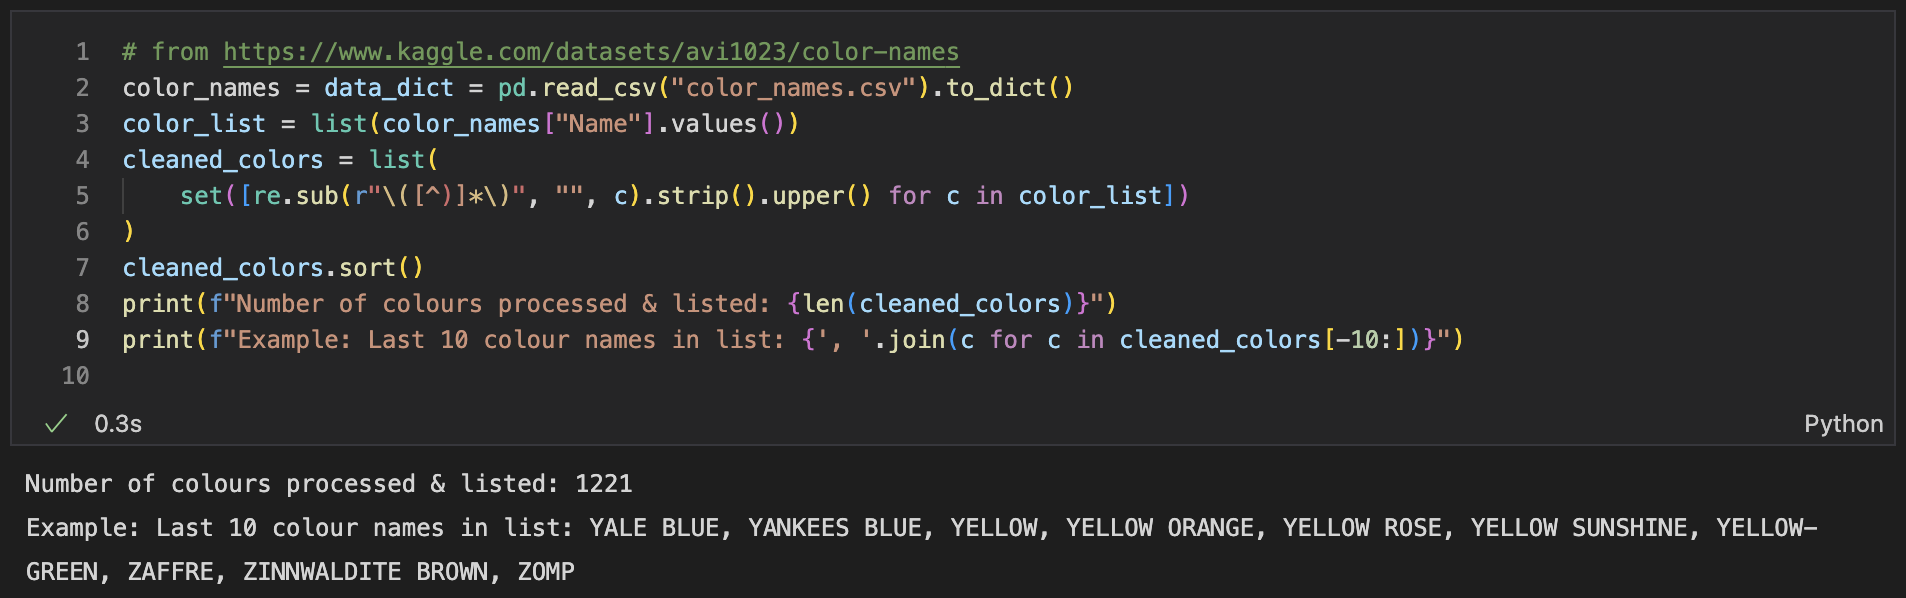 1 # from https://www.kaggle.com/datasets/avi1023/color-names
2 color_names = data_dict = pd.read_csv("color_names.csv").to_dict()
3 color_list = list(color_names["Name"].values())
4 cleaned_colors = list(
5     set([re.sub(r"\([^)]*\)", "", c).strip().upper() for c in color_list])
6 )
7 cleaned_colors.sort()
8 print(f"Number of colours processed & listed: {len(cleaned_colors)}")
9 print(f"Example: Last 10 colour names in list: {', '.join(c for c in cleaned_colors[-10:])}")
10
✓ 0.3s Python
Number of colours processed & listed: 1221
Example: Last 10 colour names in list: YALE BLUE, YANKEES BLUE, YELLOW, YELLOW ORANGE, YELLOW ROSE, YELLOW SUNSHINE, YELLOW-
GREEN, ZAFFRE, ZINNWALDITE BROWN, ZOMP